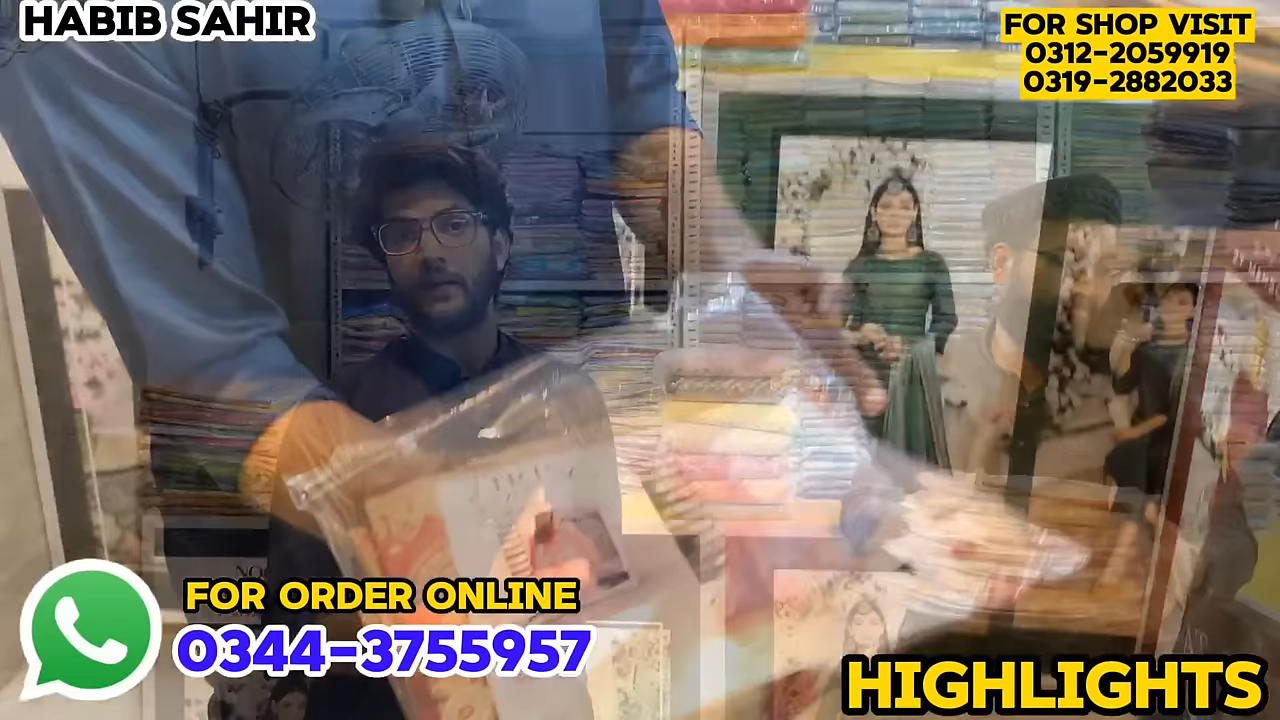 HABIB SAHIR
FOR SHOP VISIT
0312-2059919
0319-2882033
FOR ORDER ONLINE
0344-3755957
HIGHLIGHTS